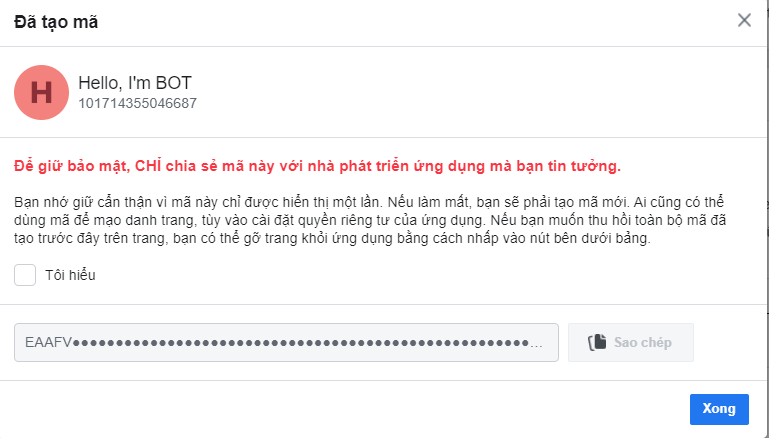 Đã tạo mã
H
Hello, I'm BOT
101714355046687
Để giữ bảo mật, CHỈ chia sẻ mã này với nhà phát triển ứng dụng mà bạn tin tưởng.
Bạn nhớ giữ cẩn thận vì mã này chỉ được hiển thị một lần. Nếu làm mất, bạn sẽ phải tạo mã mới. Ai cũng có thể
dùng mã để mạo danh trang, tùy vào cài đặt quyền riêng tư của ứng dụng. Nếu bạn muốn thu hồi toàn bộ mã đã
tạo trước đây trên trang, bạn có thể gỡ trang khỏi ứng dụng bằng cách nhấp vào nút bên dưới bảng.
Tôi hiểu
EAAFV●●●●●●●●●●●●●●●●●●●●●●●●●●●●●●●●●●●●●●●●●●●●●●●●●●●●●...
Sao chép
Xong